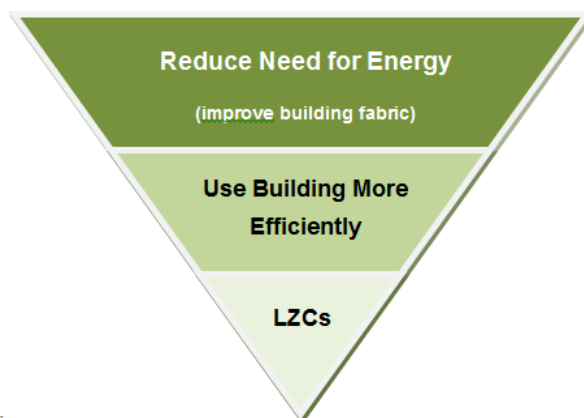 Reduce Need for Energy
(improve building fabric)
Use Building More
Efficiently
LZCs